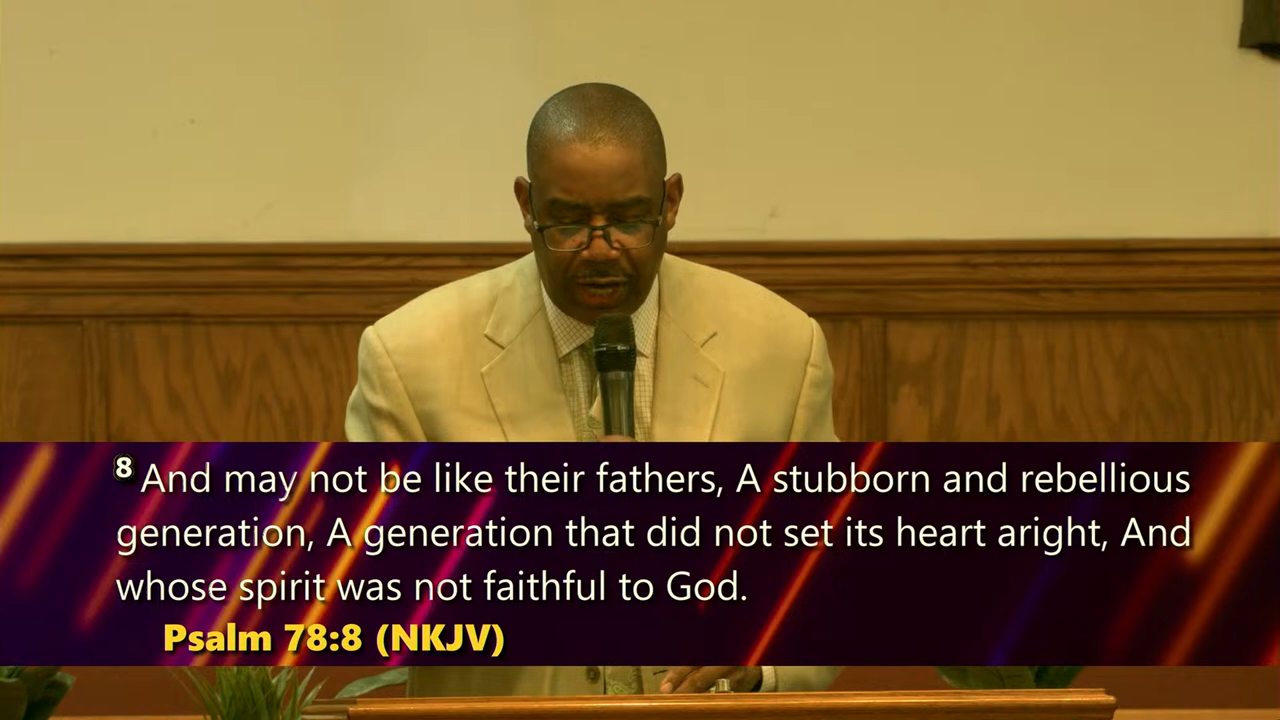 8 And may not be like their fathers, A stubborn and rebellious
generation, A generation that did not set its heart aright, And
whose spirit was not faithful to God.
Psalm 78:8 (NKJV)